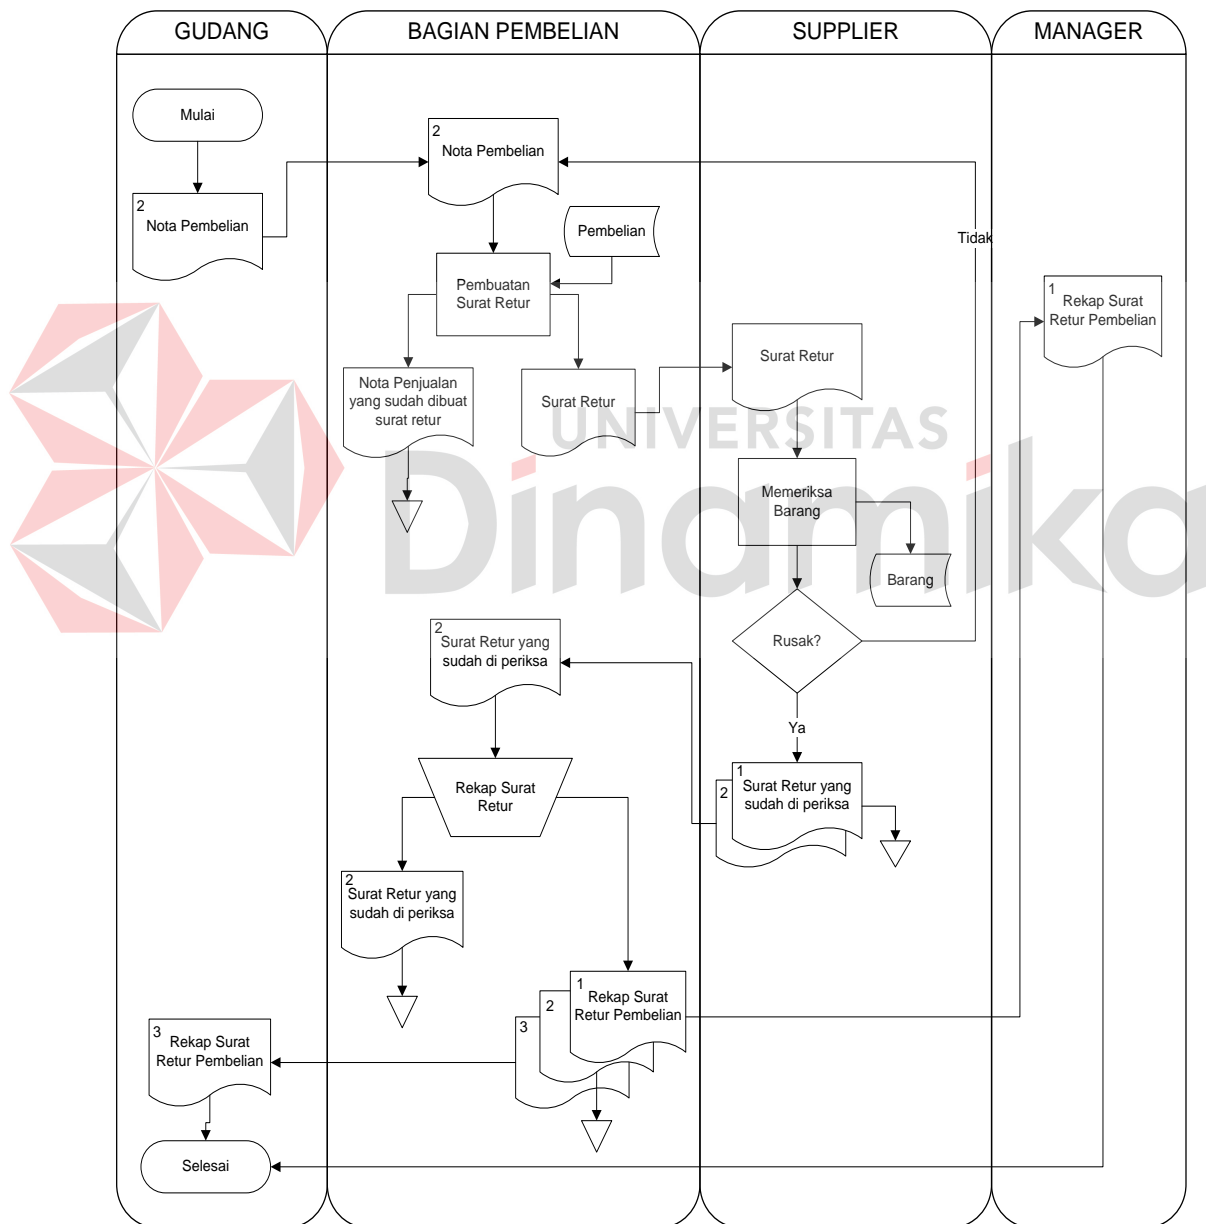 GUDANG
BAGIAN PEMBELIAN
SUPPLIER
MANAGER
Mulai
2
Nota Pembelian
2
Nota Pembelian
Pembelian
Tidak
Pembuatan
Surat Retur
1
Rekap Surat
Retur Pembelian
Surat Retur
Nota Penjualan
yang sudah dibuat
surat retur
Surat Retur
UNIVERSITAS
Dinamika
Memeriksa
Barang
Barang
Rusak?
2
Surat Retur yang
sudah di periksa
Ya
1
2
Surat Retur yang
sudah di periksa
Rekap Surat
Retur
2
Surat Retur yang
sudah di periksa
1
2
3
Rekap Surat
Retur Pembelian
3
Rekap Surat
Retur Pembelian
Selesai